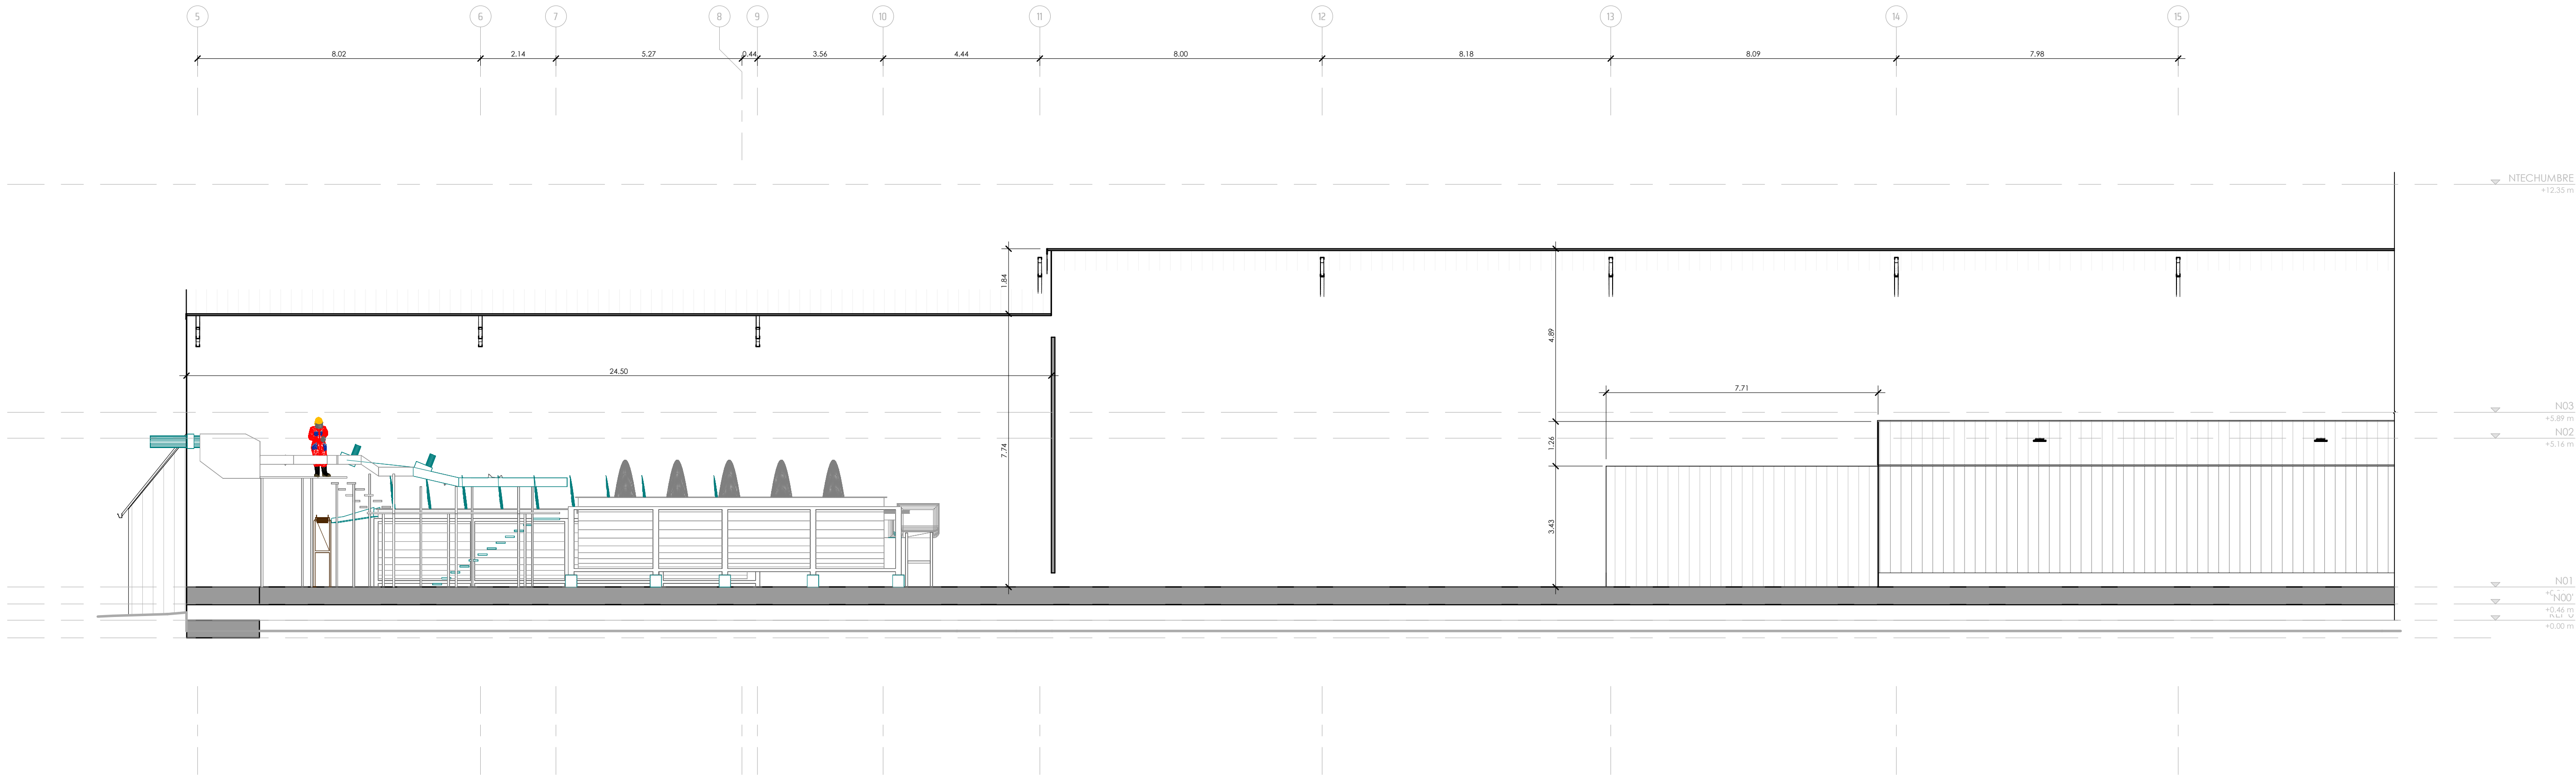 5 6 7 8 9 10 11 12 13 14 15
8.02 2.14 5.27 0.44 3.56 4.44 8.00 8.18 8.09 7.98
NTECHUMBRE
+12.35 m
1.84
4.89
24.50
7.71
N03
+5.89 m
1.26
N02
+5.16 m
7.74
3.43
N01
N00'
+0.46 m
+0.00 m